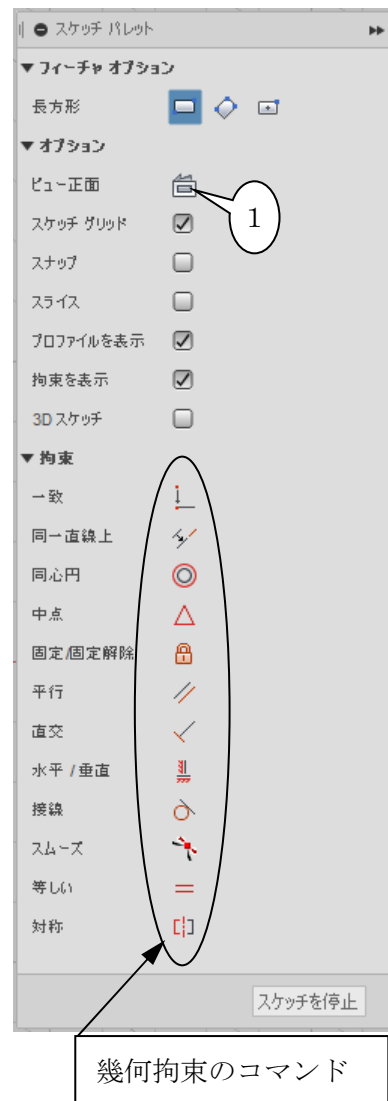 スケッチ パレット
▼ フィーチャ オプション
長方形
▼ オプション
ビュー正面
1
スケッチ グリッド
スナップ
スライス
プロファイルを表示
拘束を表示
3D スケッチ
▼ 拘束
一致
同一直線上
同心円
中点
固定/固定解除
平行
直交
水平 / 垂直
接線
スムーズ
等しい
対称
スケッチを停止
幾何拘束のコマンド